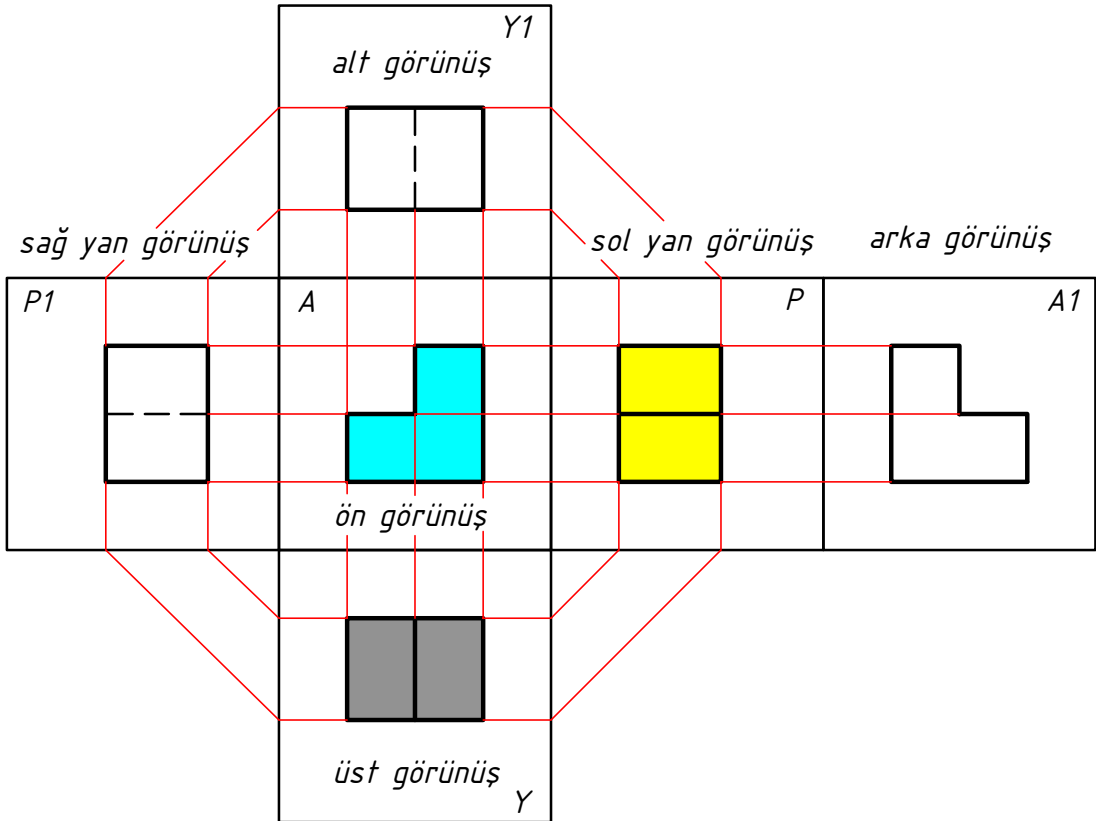 Y1
alt görünüş
sağ yan görünüş
sol yan görünüş
arka görünüş
P1
A
P
A1
ön görünüş
üst görünüş
Y